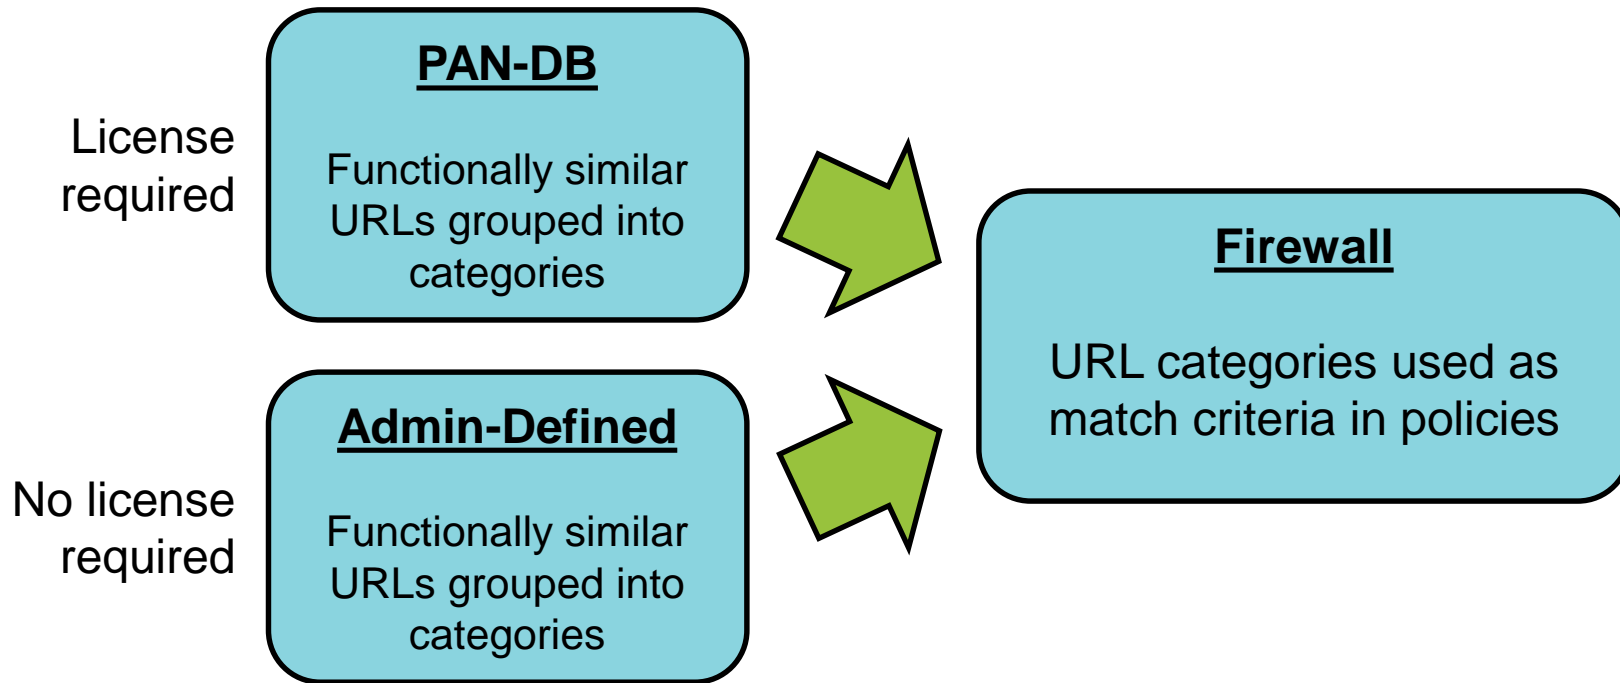 License
required
PAN-DB
Functionally similar
URLs grouped into
categories
No license
required
Admin-Defined
Functionally similar
URLs grouped into
categories
Firewall
URL categories used as
match criteria in policies